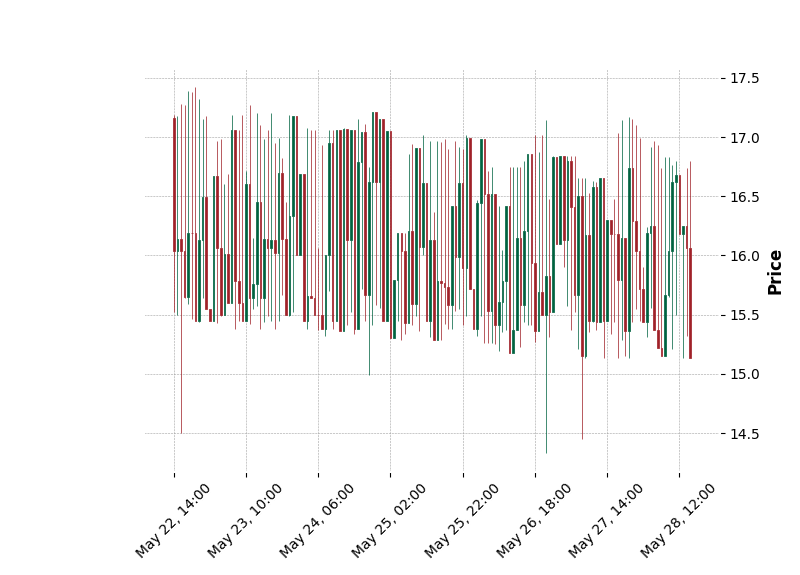 17.5
17.0
16.5
16.0
15.5
15.0
14.5
Price
May 22, 14:00
May 23, 10:00
May 24, 06:00
May 25, 02:00
May 25, 22:00
May 26, 18:00
May 27, 14:00
May 28, 12:00